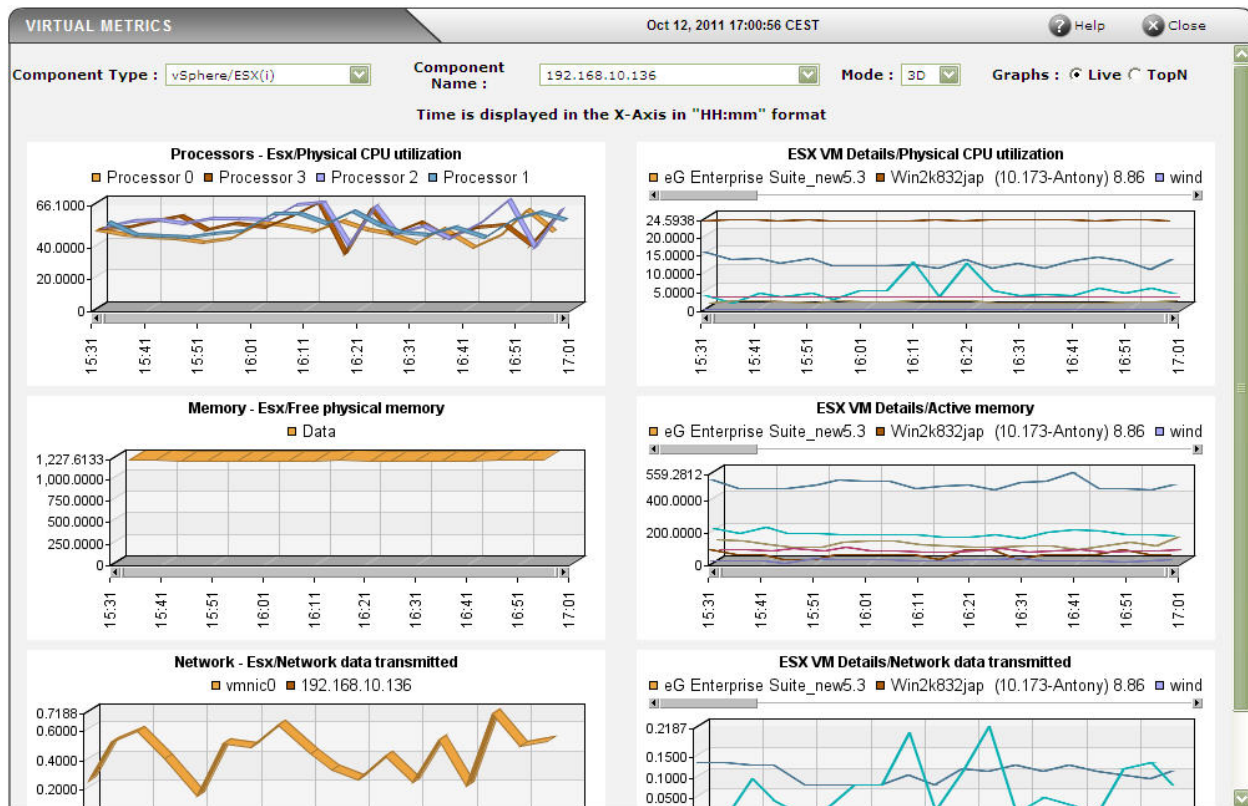 VIRTUAL METRICS Oct 12, 2011 17:00:56 CEST Help Close
Component Type : vSphere/ESX(i) Component Name : 192.168.10.136 Mode : 3D Graphs : Live TopN
Time is displayed in the X-Axis in "HH:mm" format
Processors - Esx/Physical CPU utilization
Processor 0 Processor 3 Processor 2 Processor 1
66.1000
40.0000
20.0000
0
15:31 15:41 15:51 16:01 16:11 16:21 16:31 16:41 16:51 17:01
ESX VM Details/Physical CPU utilization
eG Enterprise Suite_new5.3 Win2k832jap (10.173-Antony) 8.86 wind
24.5938
20.0000
15.0000
10.0000
5.0000
0
15:31 15:41 15:51 16:01 16:11 16:21 16:31 16:41 16:51 17:01
Memory - Esx/Free physical memory
Data
1,227.6133
1,000.0000
750.0000
500.0000
250.0000
0
15:31 15:41 15:51 16:01 16:11 16:21 16:31 16:41 16:51 17:01
ESX VM Details/Active memory
eG Enterprise Suite_new5.3 Win2k832jap (10.173-Antony) 8.86 wind
559.2812
400.0000
200.0000
0
15:31 15:41 15:51 16:01 16:11 16:21 16:31 16:41 16:51 17:01
Network - Esx/Network data transmitted
vmnic0 192.168.10.136
0.7188
0.6000
0.4000
0.2000
ESX VM Details/Network data transmitted
eG Enterprise Suite_new5.3 Win2k832jap (10.173-Antony) 8.86 wind
0.2187
0.1500
0.1000
0.0500